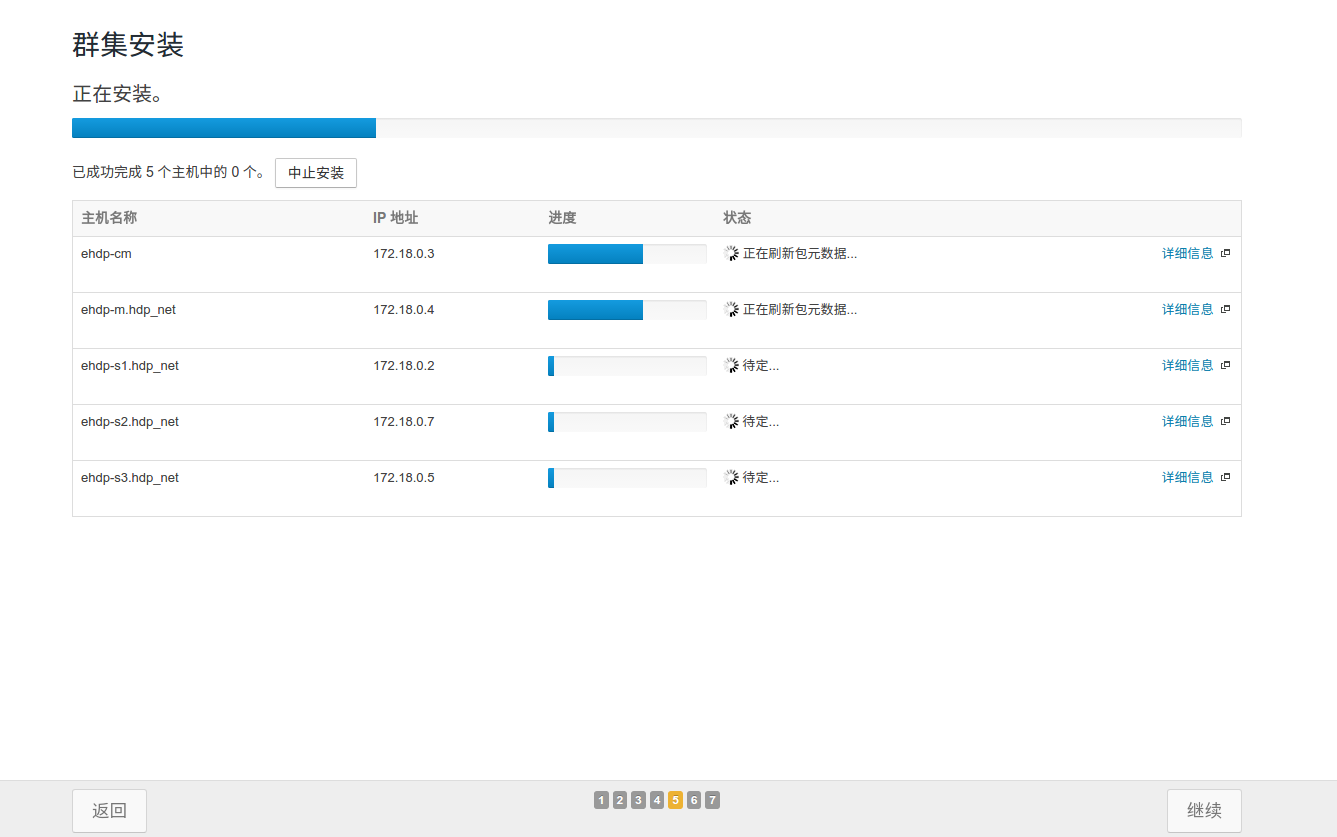 群集安装
正在安装。
已成功完成 5 个主机中的 0 个。 中止安装
主机名称 IP 地址 进度 状态
ehdp-cm 172.18.0.3 正在刷新包元数据... 详细信息
ehdp-m.hdp_net 172.18.0.4 正在刷新包元数据... 详细信息
ehdp-s1.hdp_net 172.18.0.2 待定... 详细信息
ehdp-s2.hdp_net 172.18.0.7 待定... 详细信息
ehdp-s3.hdp_net 172.18.0.5 待定... 详细信息
返回 1 2 3 4 5 6 7 继续